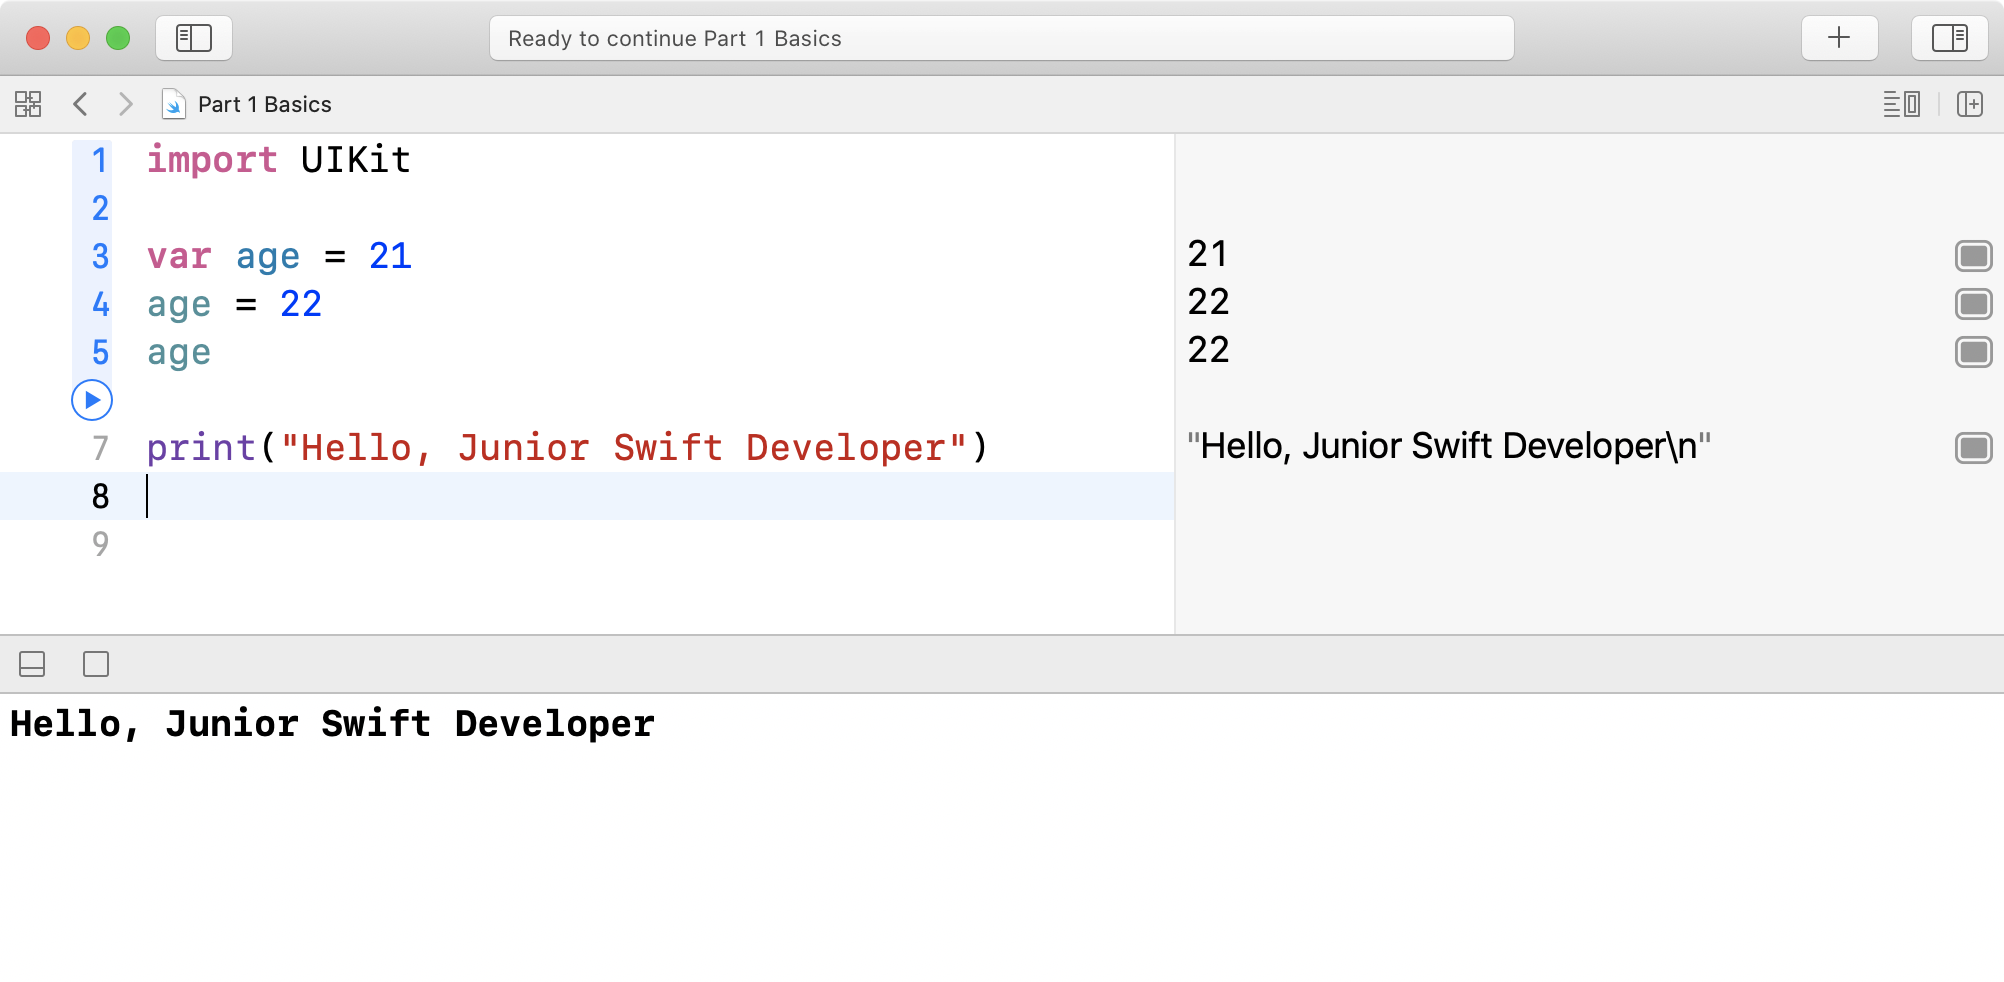 Ready to continue Part 1 Basics
Part 1 Basics
1 import UIKit
2
3 var age = 21
4 age = 22
5 age
7 print("Hello, Junior Swift Developer")
8
9
21
22
22
"Hello, Junior Swift Developer\n"
Hello, Junior Swift Developer